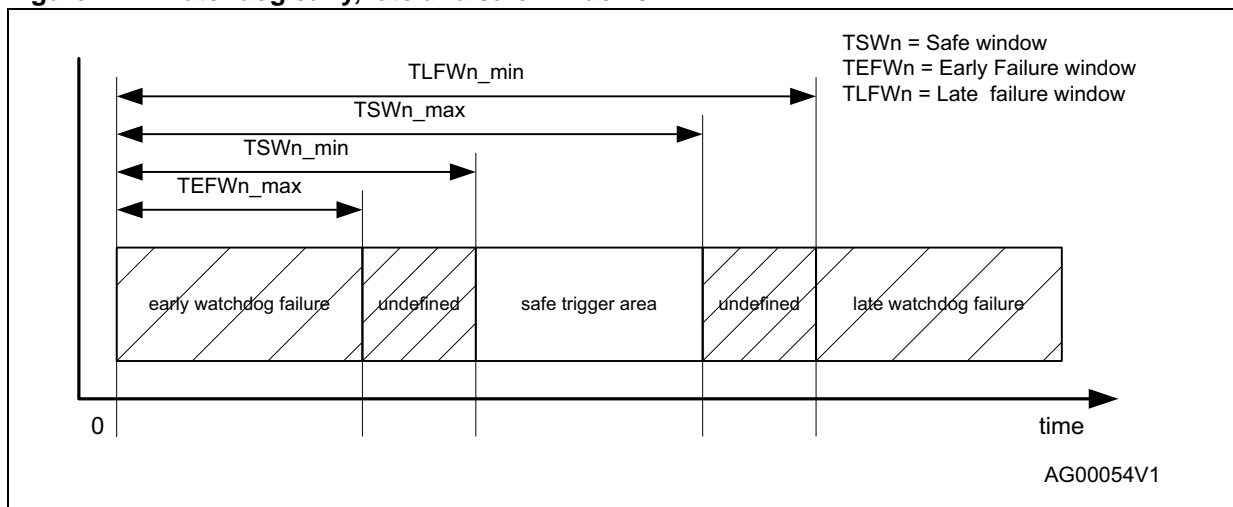 TSWn = Safe window
TEFWn = Early Failure window
TLFWn = Late failure window
TLFWn_min
TSWn_max
TSWn_min
TEFWn_max
early watchdog failure
undefined
safe trigger area
undefined
late watchdog failure
0
time
AG00054V1